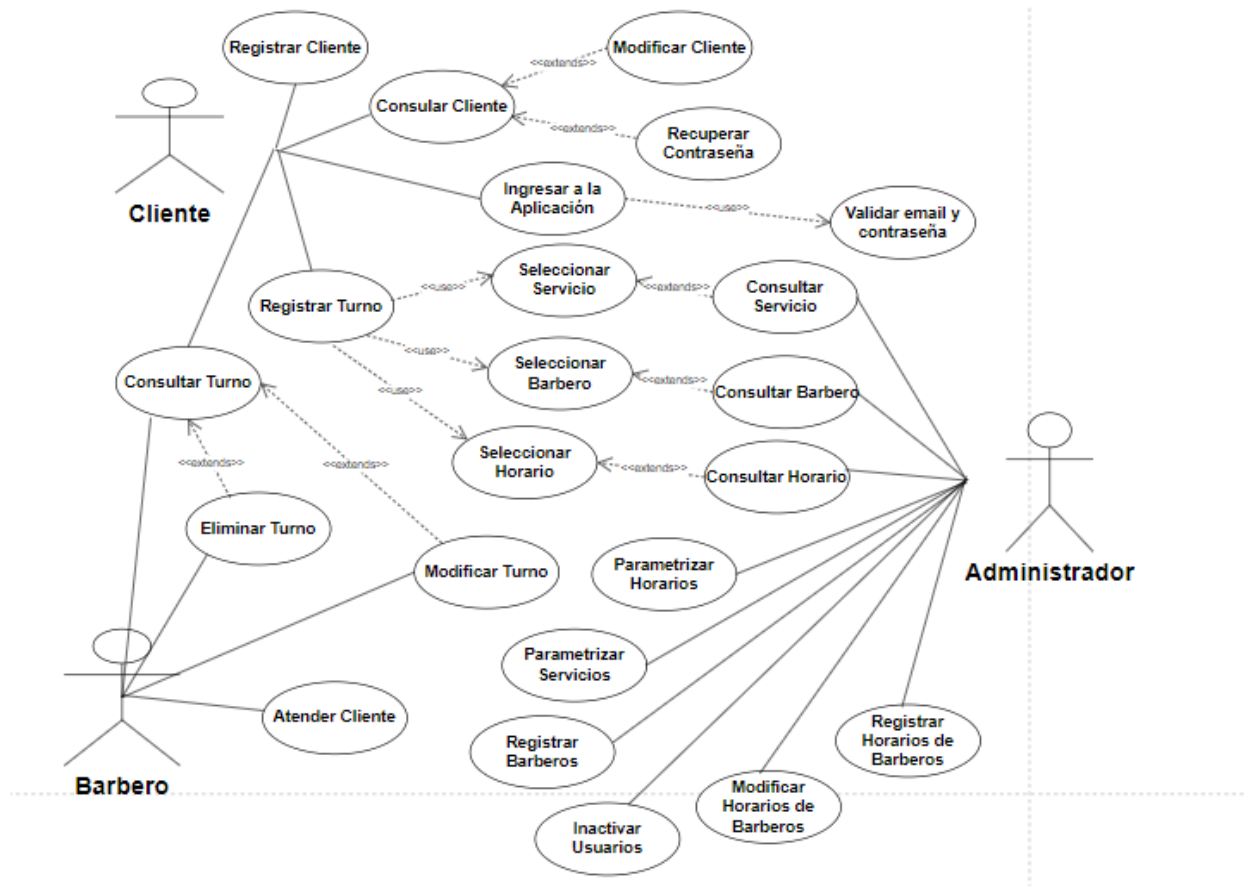 Registrar Cliente
Modificar Cliente
<<extends>>
Consular Cliente
<<extends>>
Recuperar
Contraseña
Cliente
Ingresar a la
Aplicación
<<use>>
Validar email y
contraseña
Seleccionar
Servicio
<<use>>
<<extends>>
Consultar
Servicio
Registrar Turno
<<use>>
Seleccionar
Barbero
<<extends>>
Consultar Barbero
Consultar Turno
<<use>>
Seleccionar
Horario
<<extends>>
Consultar Horario
<<extends>>
<<extends>>
Eliminar Turno
Modificar Turno
Parametrizar
Horarios
Administrador
Parametrizar
Servicios
Atender Cliente
Registrar
Barberos
Registrar
Horarios de
Barberos
Barbero
Modificar
Horarios de
Barberos
Inactivar
Usuarios